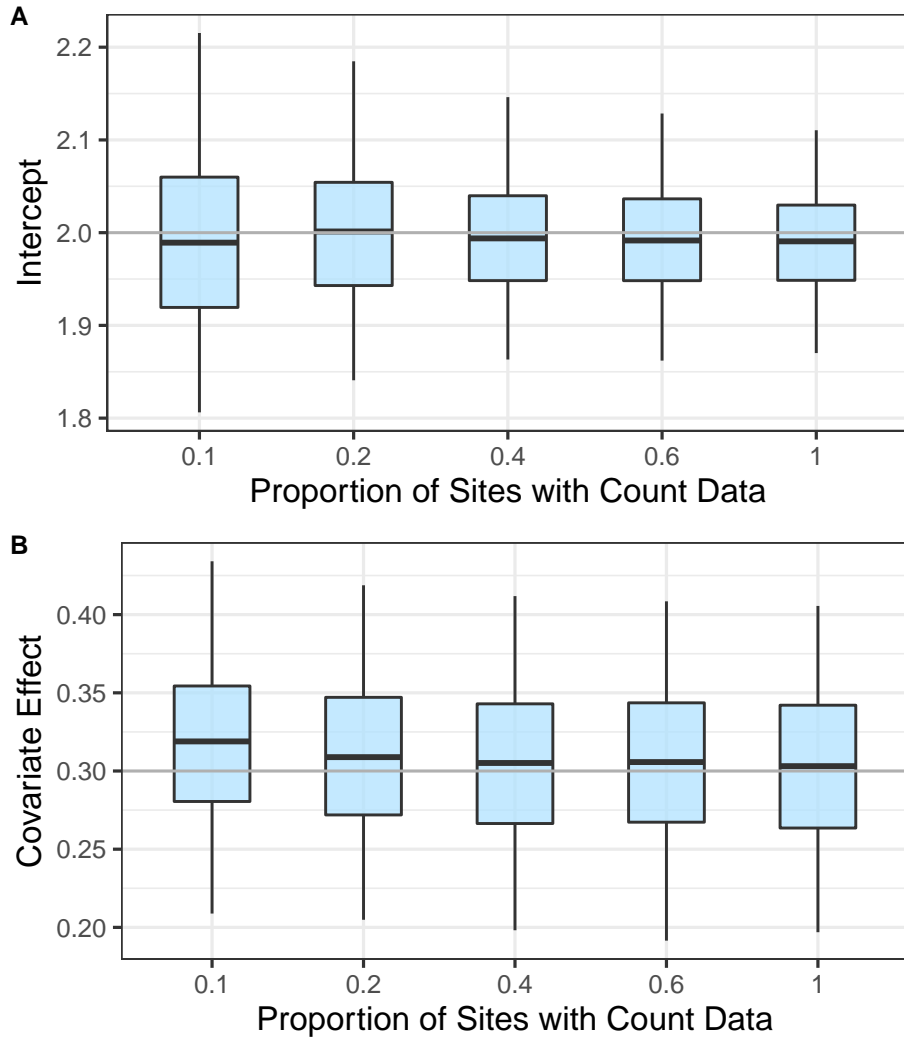 A
2.2
2.1
2.0
1.9
1.8
Intercept
0.1 0.2 0.4 0.6 1
Proportion of Sites with Count Data
B
0.40
0.35
0.30
0.25
0.20
Covariate Effect
0.1 0.2 0.4 0.6 1
Proportion of Sites with Count Data